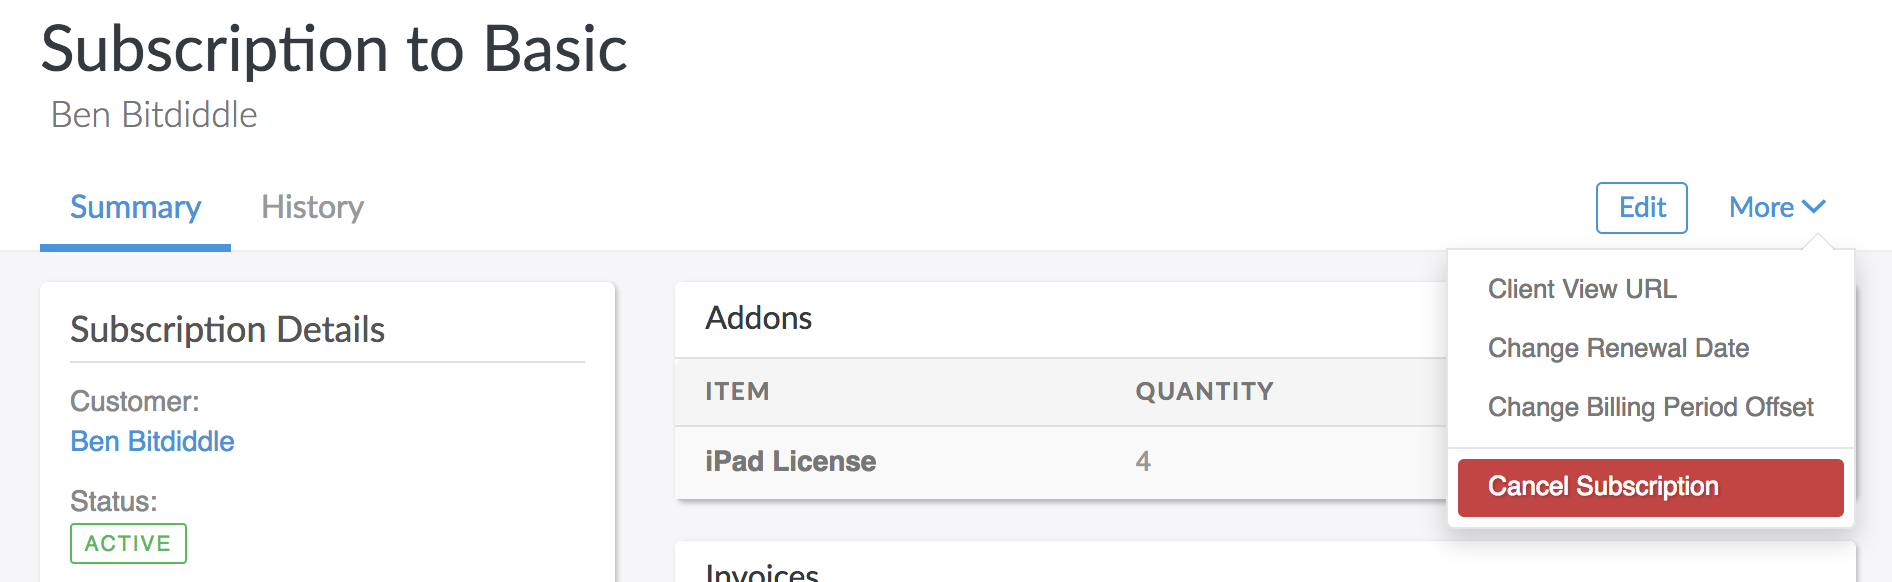 Subscription to Basic
Ben Bitdiddle
Summary History Edit More
Client View URL
Change Renewal Date
Change Billing Period Offset
Cancel Subscription
Subscription Details
Customer:
Ben Bitdiddle
Status:
ACTIVE
Addons
ITEM QUANTITY
iPad License 4
Invoices